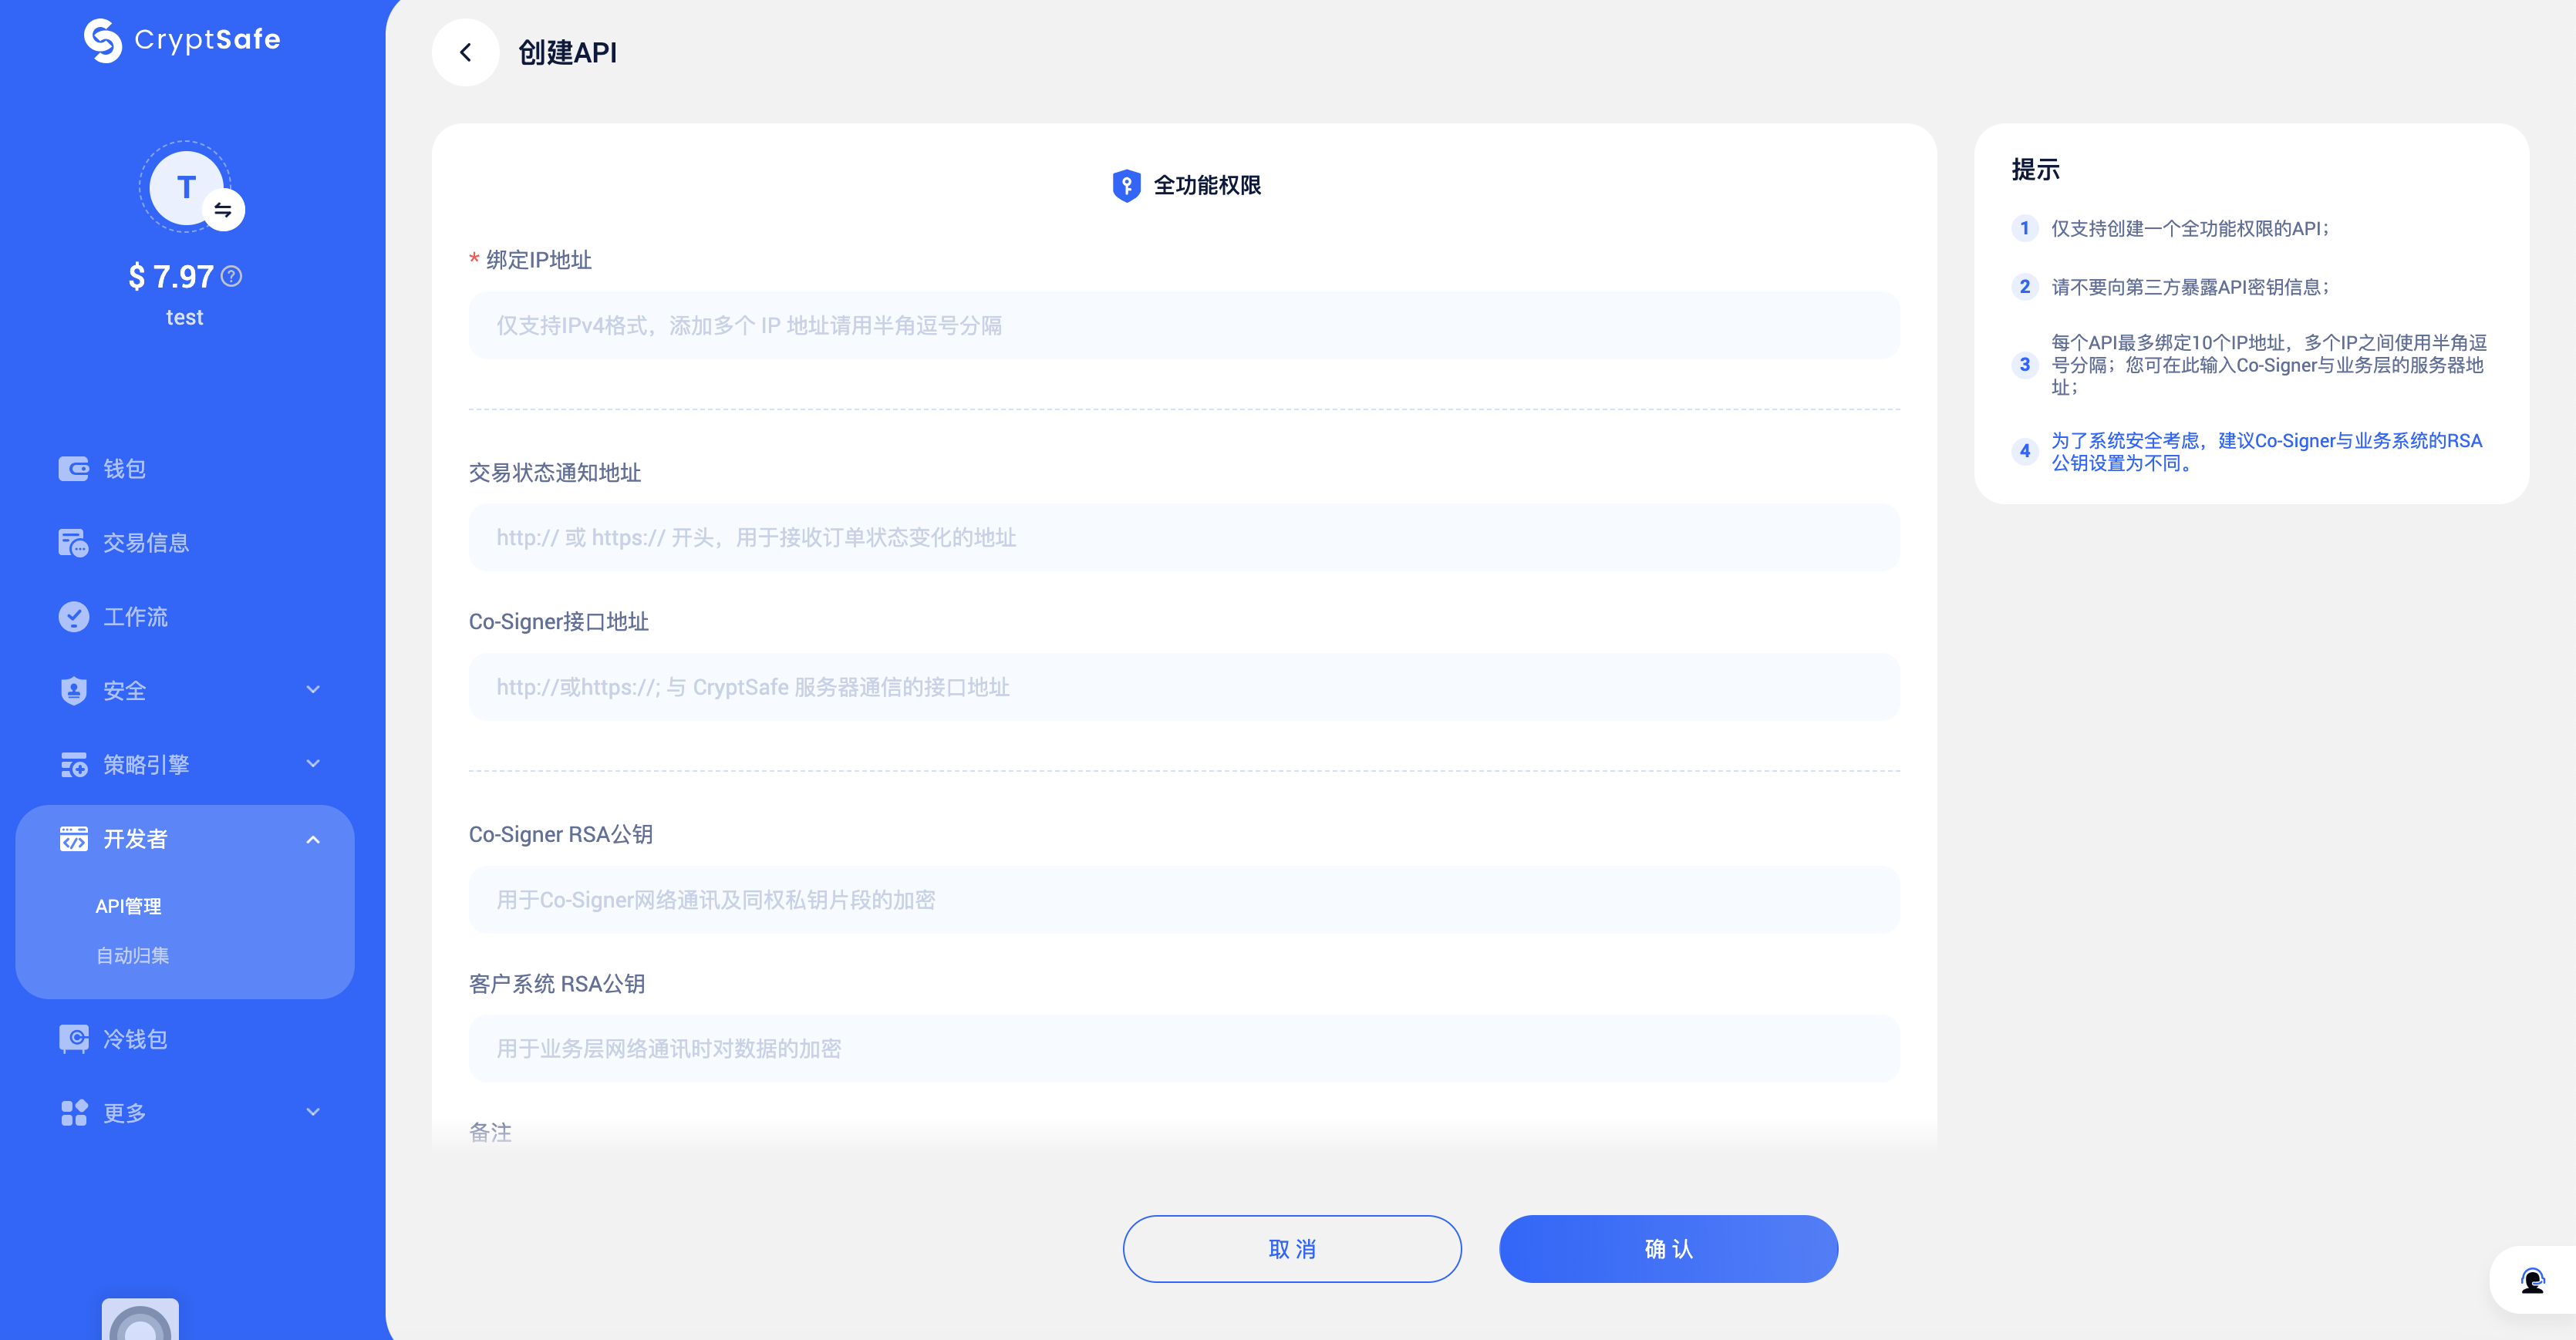 CryptSafe
T
$ 7.97
test
钱包
交易信息
工作流
安全
策略引擎
开发者
API管理
自动归集
冷钱包
更多
创建API
全功能权限
* 绑定IP地址
仅支持IPv4格式，添加多个 IP 地址请用半角逗号分隔
交易状态通知地址
http:// 或 https:// 开头，用于接收订单状态变化的地址
Co-Signer接口地址
http://或https://; 与 CryptSafe 服务器通信的接口地址
Co-Signer RSA公钥
用于Co-Signer网络通讯及同权私钥片段的加密
客户系统 RSA公钥
用于业务层网络通讯时对数据的加密
备注
取 消
确 认
提示
1 仅支持创建一个全功能权限的API；
2 请不要向第三方暴露API密钥信息；
3 每个API最多绑定10个IP地址，多个IP之间使用半角逗
号分隔；您可在此输入Co-Signer与业务层的服务器地
址；
4 为了系统安全考虑，建议Co-Signer与业务系统的RSA
公钥设置为不同。